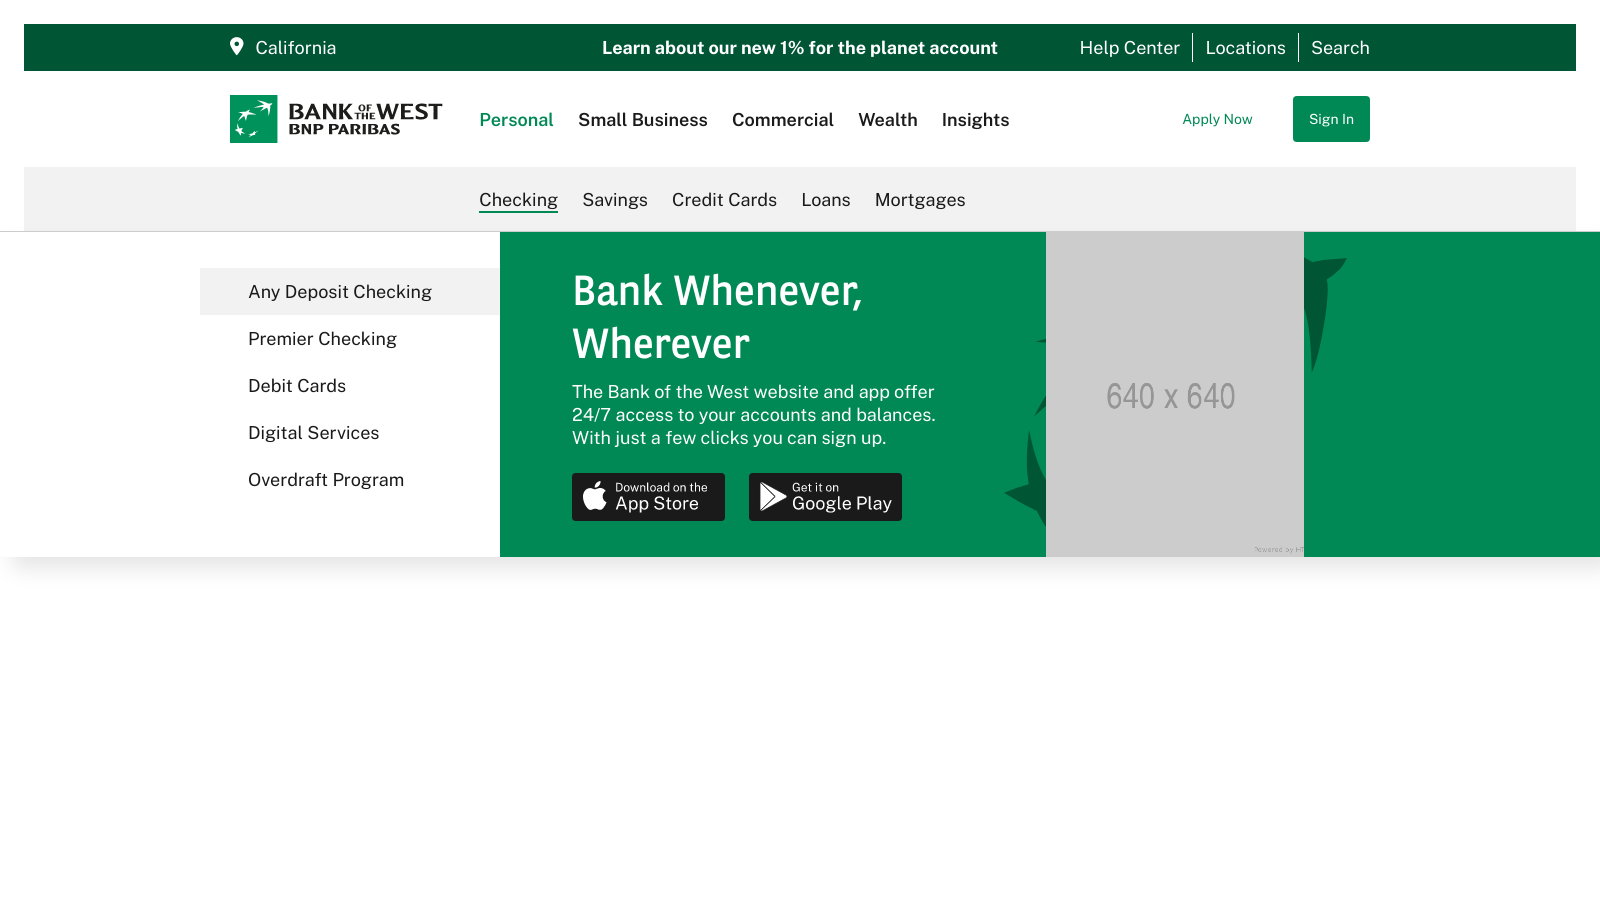 California
Learn about our new 1% for the planet account
Help Center
Locations
Search
BANK OF THE WEST
BNP PARIBAS
Personal
Small Business
Commercial
Wealth
Insights
Apply Now
Sign In
Checking
Savings
Credit Cards
Loans
Mortgages
Any Deposit Checking
Premier Checking
Debit Cards
Digital Services
Overdraft Program
Bank Whenever,
Wherever
The Bank of the West website and app offer
24/7 access to your accounts and balances.
With just a few clicks you can sign up.
Download on the
App Store
Get it on
Google Play
640 x 640
Powered by HT